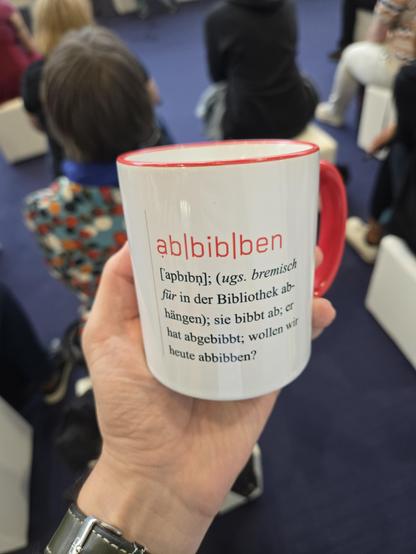 ab|bib|ben
['apbɪbn̩]; (ugs. bremisch
für in der Bibliothek ab-
hängen); sie bibbt ab; er
hat abgebibbt; wollen wir
heute abbibben?